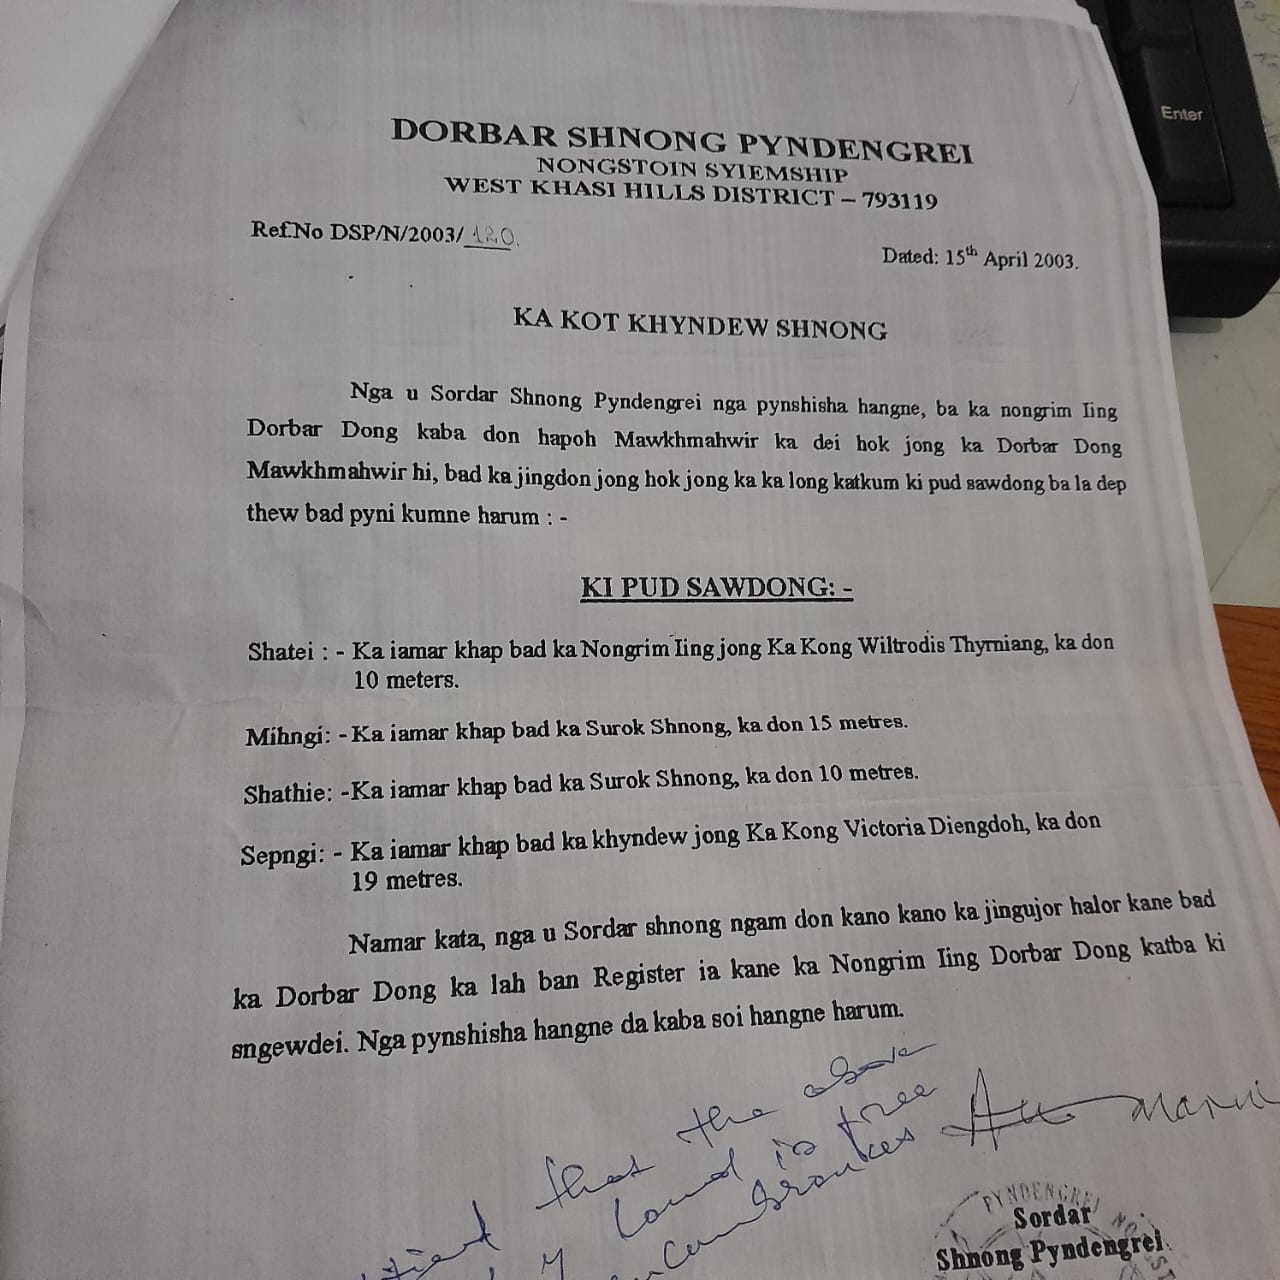 Enter
DORBAR SHNONG PYNDENGREI
NONGSTOIN SYIEMSHIP
WEST KHASI HILLS DISTRICT – 793119
Ref.No DSP/N/2003/120.
Dated: 15th April 2003.
KA KOT KHYNDEW SHNONG
Nga u Sordar Shnong Pyndengrei nga pynshisha hangne, ba ka nongrim Iing
Dorbar Dong kaba don hapoh Mawkhmahwir ka dei hok jong ka Dorbar Dong
Mawkhmahwir hi, bad ka jingdon jong hok jong ka ka long katkum ki pud sawdong ba la dep
thew bad pyni kumne harum : -
KI PUD SAWDONG: -
Shatei : - Ka iamar khap bad ka Nongrim Iing jong Ka Kong Wiltrodis Thyrniang, ka don
10 meters.
Mihngi: - Ka iamar khap bad ka Surok Shnong, ka don 15 metres.
Shathie: -Ka iamar khap bad ka Surok Shnong, ka don 10 metres.
Sepngi: - Ka iamar khap bad ka khyndew jong Ka Kong Victoria Diengdoh, ka don
19 metres.
Namar kata, nga u Sordar shnong ngam don kano kano ka jingujor halor kane bad
ka Dorbar Dong ka lah ban Register ia kane ka Nongrim Iing Dorbar Dong katba ki
sngewdei. Nga pynshisha hangne da kaba soi hangne harum.
that the above
land is free
PYNDENGREI
Sordar
Shnong Pyndengrei